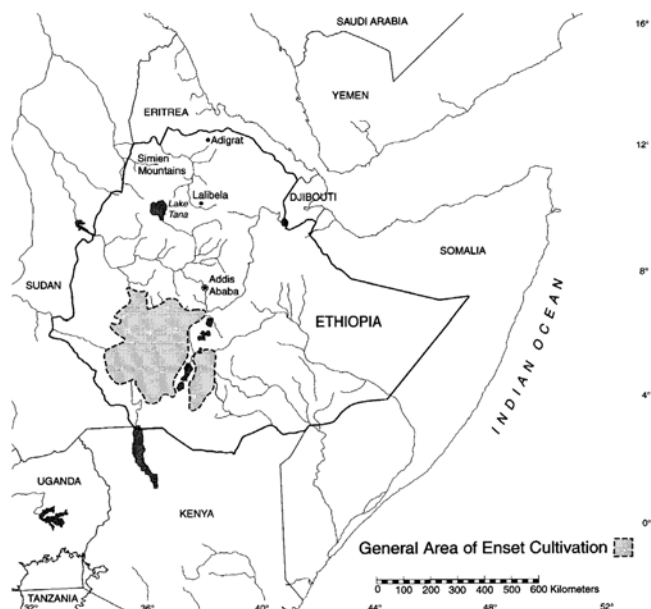 SAUDI ARABIA
16°
YEMEN
ERITREA
Adigrat
12°
Simien
Mountains
Lalibela
DJIBOUTI
Lake
Tana
SOMALIA
SUDAN
8°
Addis
Ababa
ETHIOPIA
INDIAN OCEAN
4°
UGANDA
KENYA
0°
General Area of Enset Cultivation
0 100 200 300 400 500 600 Kilometers
TANZANIA
32° 36° 40° 44° 48° 52°